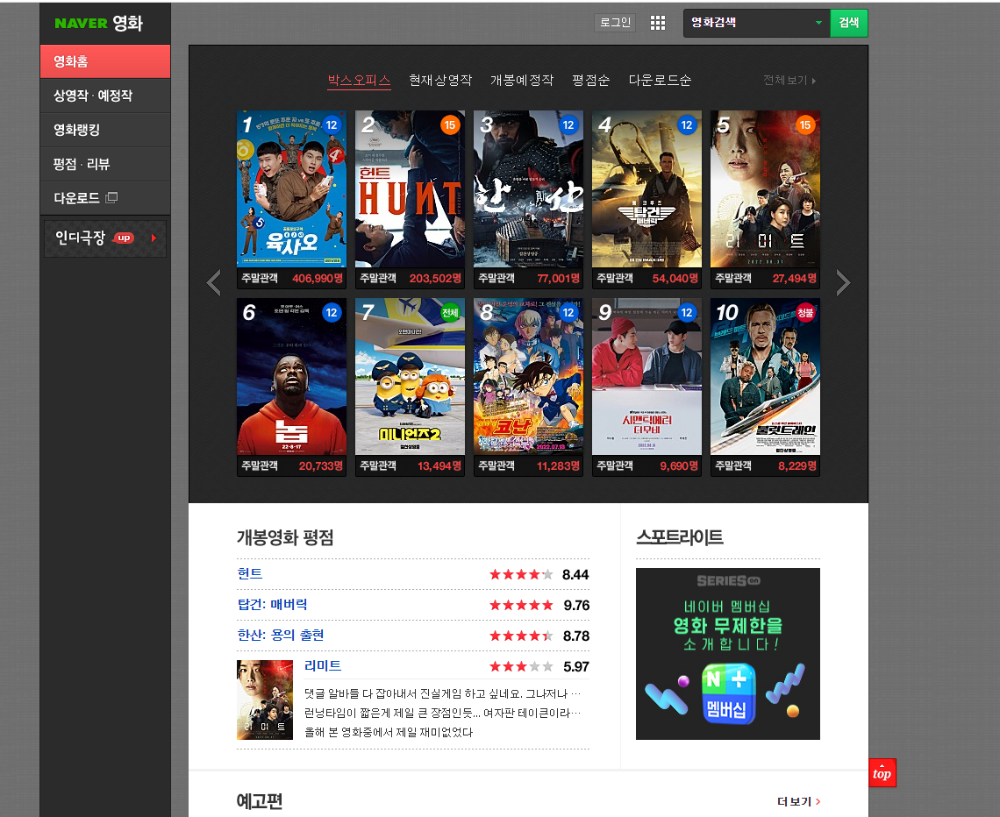 NAVER 영화
로그인
영화검색
검색
영화홈
상영작 · 예정작
영화랭킹
평점 · 리뷰
다운로드
인디극장 up
박스오피스 현재상영작 개봉예정작 평점순 다운로드순 전체보기
1 12
육사오
주말관객 406,990명
2 15
헌트
HUNT
주말관객 203,502명
3 12
한산
주말관객 77,001명
4 12
탑건
매버릭
주말관객 54,040명
5 15
리미트
2022.08.31
주말관객 27,494명
6 12
놉
22·8·17
주말관객 20,733명
7 전체
미니언즈2
주말관객 13,494명
8 12
코난
2022.07.13
주말관객 11,283명
9 12
시맨틱에러
더무비
주말관객 9,690명
10 청불
불릿트레인
주말관객 8,229명
개봉영화 평점
헌트 8.44
탑건: 매버릭 9.76
한산: 용의 출현 8.78
리미트 5.97
댓글 알바들 다 잡아내서 진실게임 하고 싶네요. 그나저나 ···
런닝타임이 짧은게 제일 큰 장점인듯... 여자판 테이큰이라···
올해 본 영화중에서 제일 재미없었다
리미트
스포트라이트
SERIES on
네이버 멤버십
영화 무제한을
소개합니다!
N +
멤버십
top
예고편
더보기